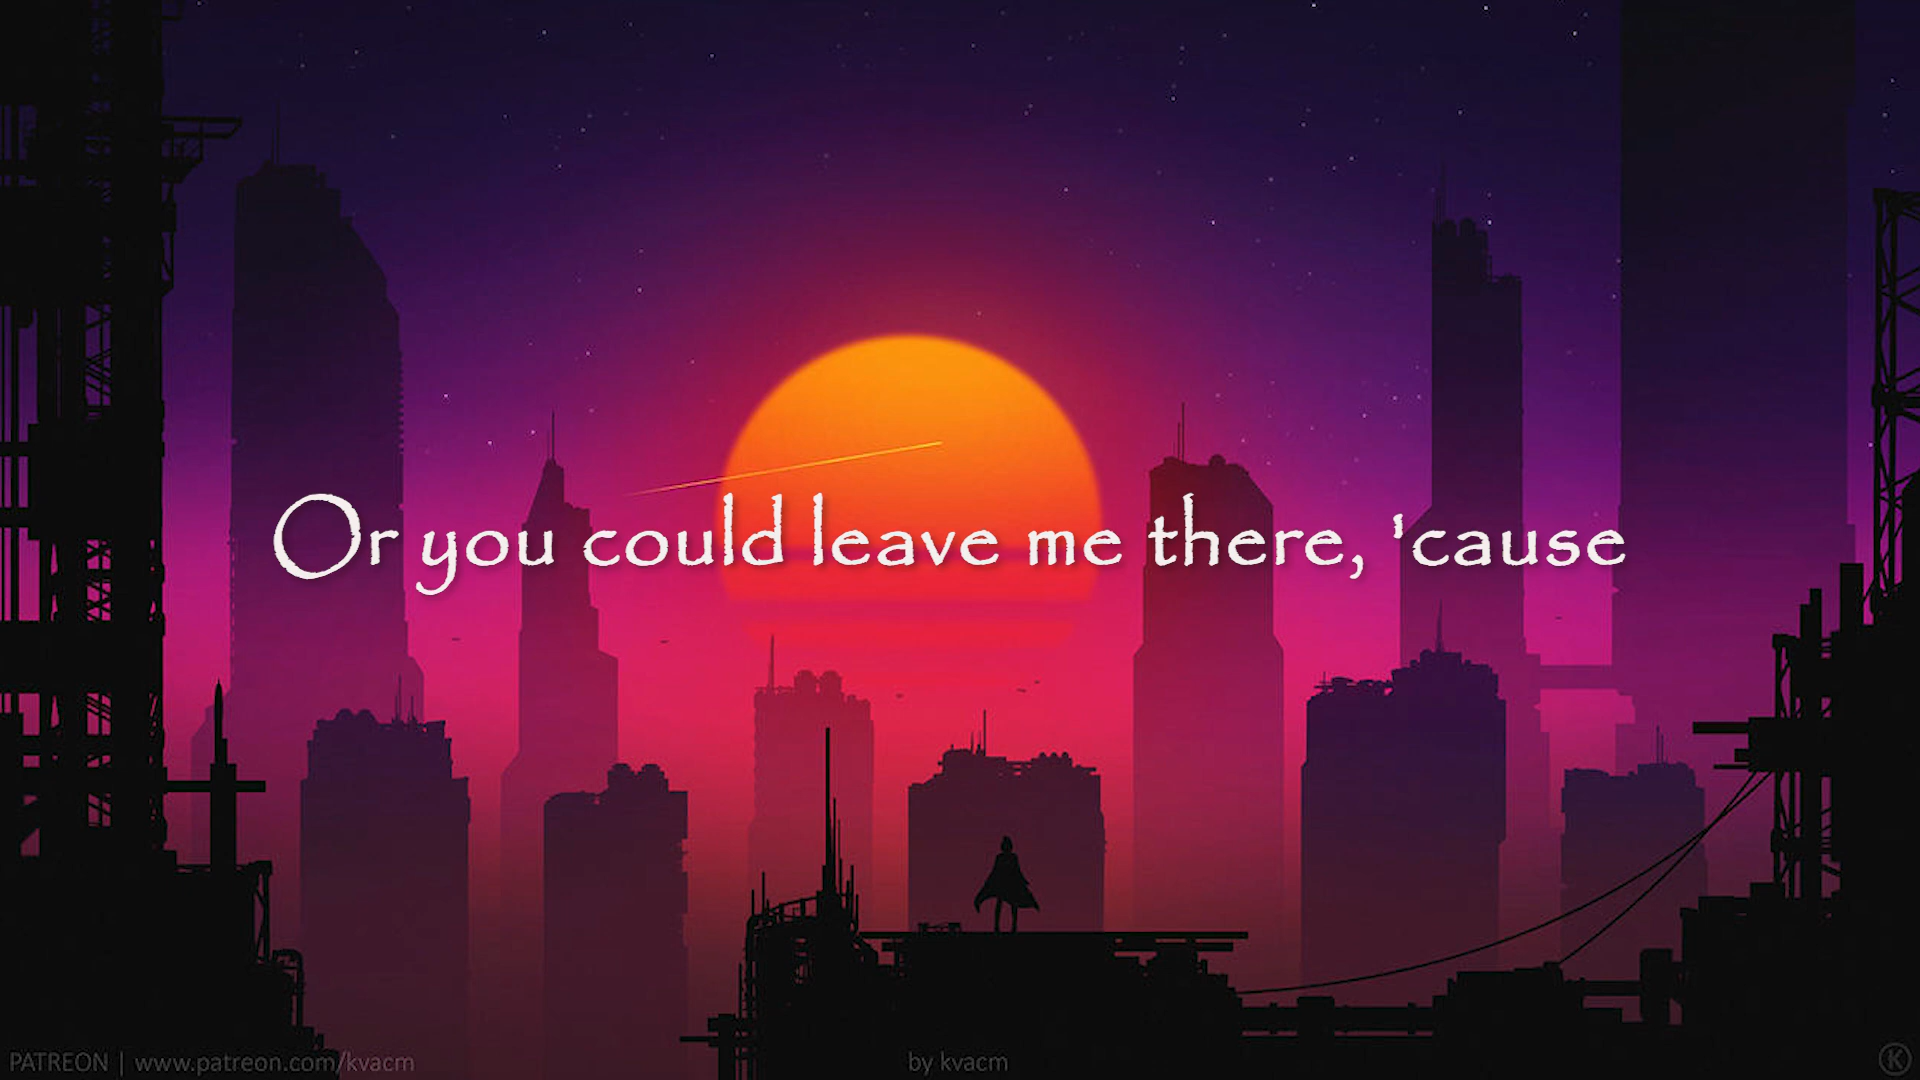 Or you could leave me there, 'cause
PATREON | www.patreon.com/kvacm
by kvacm
K